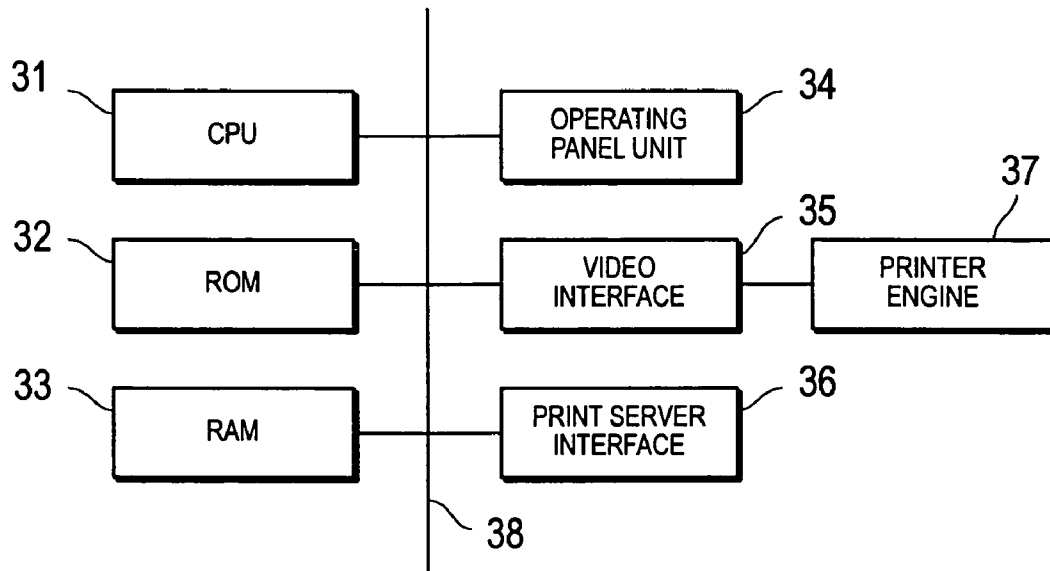 31
CPU
34
OPERATING
PANEL UNIT
37
32
ROM
35
VIDEO
INTERFACE
PRINTER
ENGINE
33
RAM
36
PRINT SERVER
INTERFACE
38